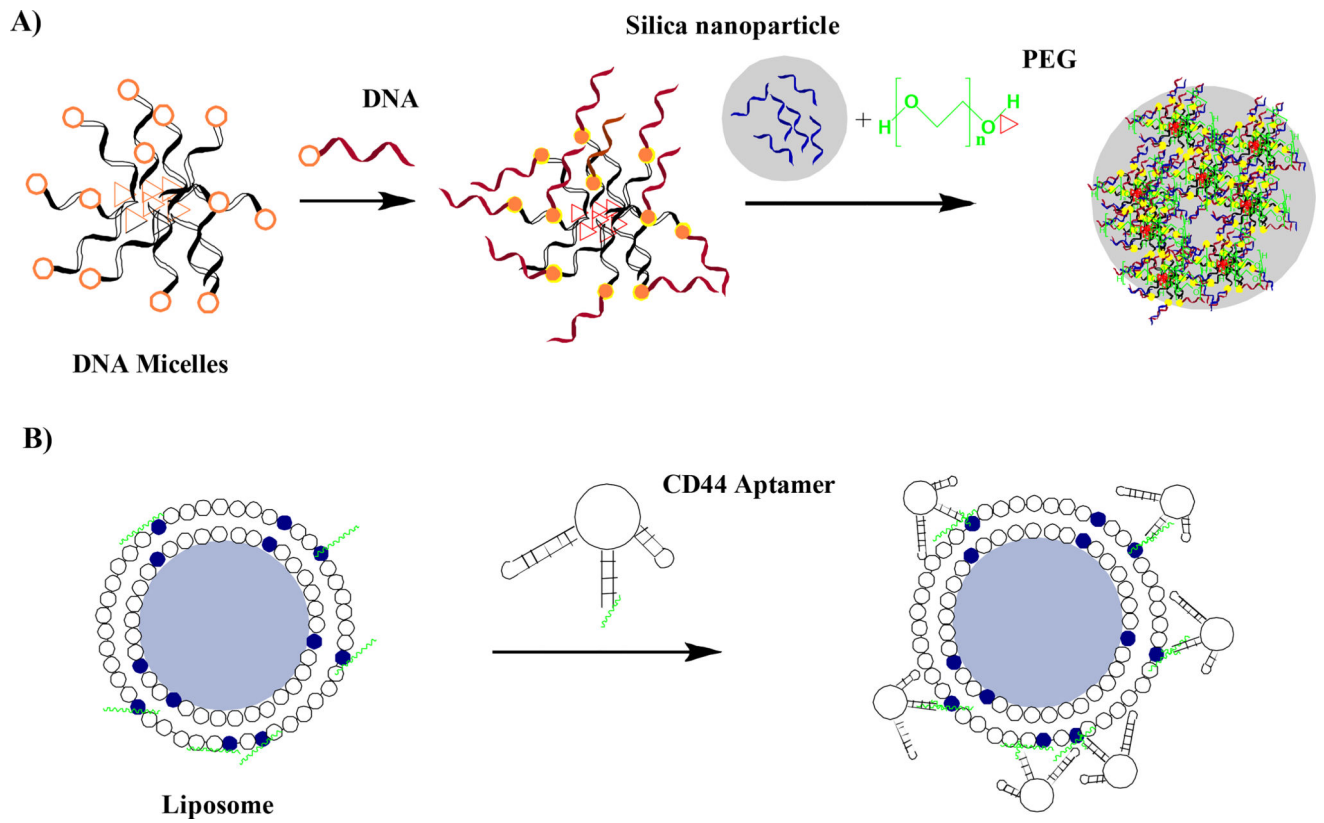 A)
Silica nanoparticle
DNA
PEG
H
O
n
+
O
H
DNA Micelles
B)
CD44 Aptamer
Liposome